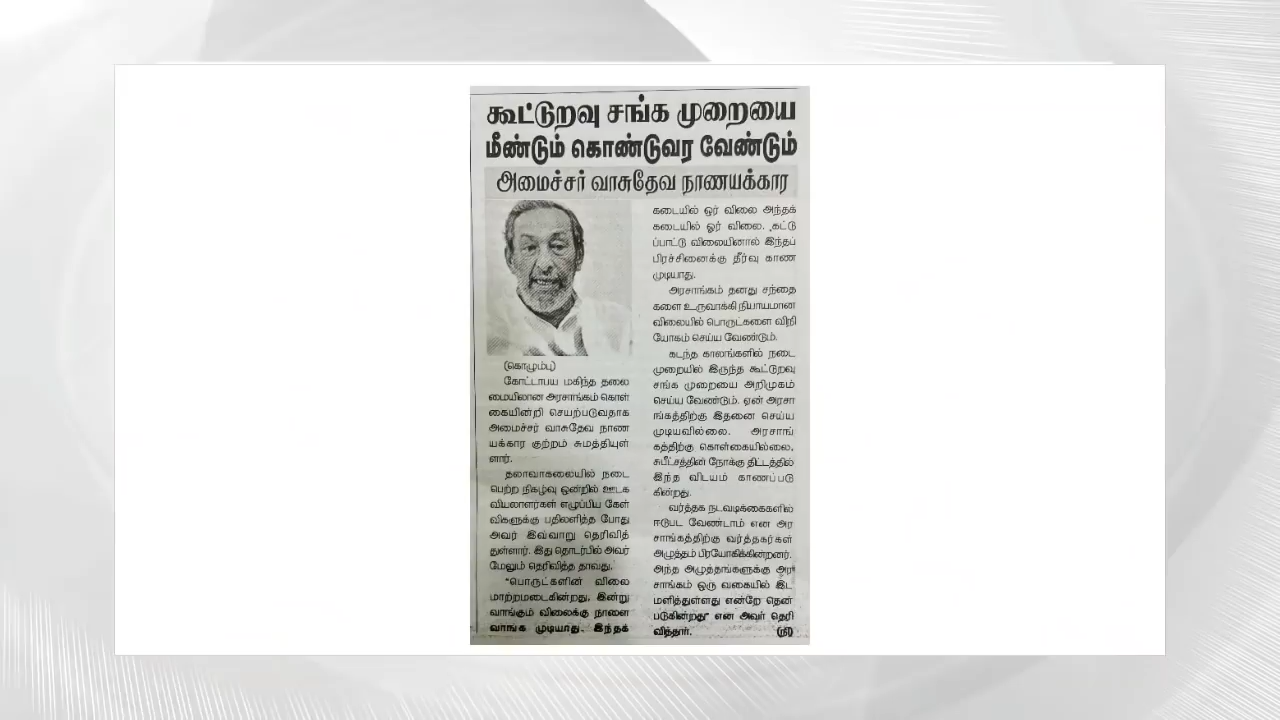 கூட்டுறவு சங்க முறையை
மீண்டும் கொண்டுவர வேண்டும்
அமைச்சர் வாசுதேவ நாணயக்கார
(கொழும்பு)
கோட்டாபய மகிந்த தலை
மையிலான அரசாங்கம் கொள்
கையின்றி செயற்படுவதாக
அமைச்சர் வாசுதேவ நாண
யக்கார குற்றம் சுமத்தியுள்
ளார்.
தலாவாகலையில் நடை
பெற்ற நிகழ்வு ஒன்றில் ஊடக
வியலாளர்கள் எழுப்பிய கேள்
விகளுக்கு பதிலளித்த போது
அவர் இவ்வாறு தெரிவித்
துள்ளார். இது தொடர்பில் அவர்
மேலும் தெரிவித்த தாவது,
“பொருட்களின் விலை
மாற்றமடைகின்றது, இன்று
வாங்கும் விலைக்கு நாளை
வாங்க முடியாது. இந்தக்
கடையில் ஒர் விலை அந்தக்
கடையில் ஓர் விலை. கட்டு
ப்பாட்டு விலையினால் இந்தப்
பிரச்சினைக்கு தீர்வு காண
முடியாது.
அரசாங்கம் தனது சந்தை
களை உருவாக்கி நியாயமான
விலையில் பொருட்களை விநி
யோகம் செய்ய வேண்டும்.
கடந்த காலங்களில் நடை
முறையில் இருந்த கூட்டுறவு
சங்க முறையை அறிமுகம்
செய்ய வேண்டும். ஏன் அரசா
ங்கத்திற்கு இதனை செய்ய
முடியவில்லை. அரசாங்
கத்திற்கு கொள்கையில்லை,
சுபீட்சத்தின் நோக்கு திட்டத்தில்
இந்த விடயம் காணப்படு
கின்றது.
வர்த்தக நடவடிக்கைகளில்
ஈடுபட வேண்டாம் என அர
சாங்கத்திற்கு வர்த்தகர்கள்
அழுத்தம் பிரயோகிக்கின்றனர்.
அந்த அழுத்தங்களுக்கு அர
சாங்கம் ஒரு வகையில் இட
மளித்துள்ளது என்றே தென்
படுகின்றது” என அவர் தெரி
வித்தார். (நி)